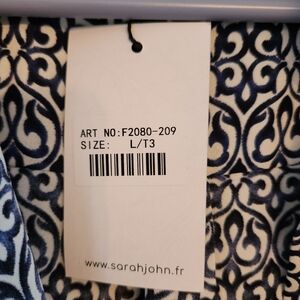 ART NO:F2080-209
SIZE: L/T3
www.sarahjohn.fr